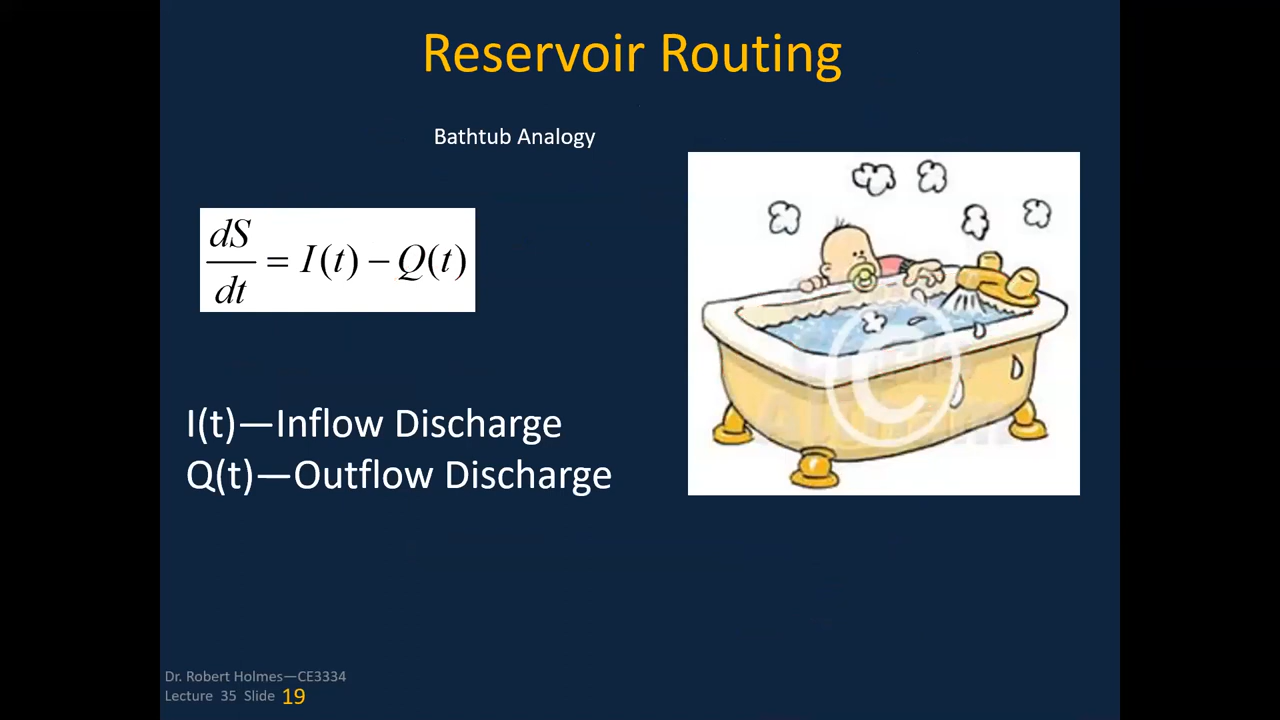 Reservoir Routing
Bathtub Analogy
dS/dt = I(t) − Q(t)
I(t)—Inflow Discharge
Q(t)—Outflow Discharge
©
Dr. Robert Holmes—CE3334
Lecture 35 Slide 19